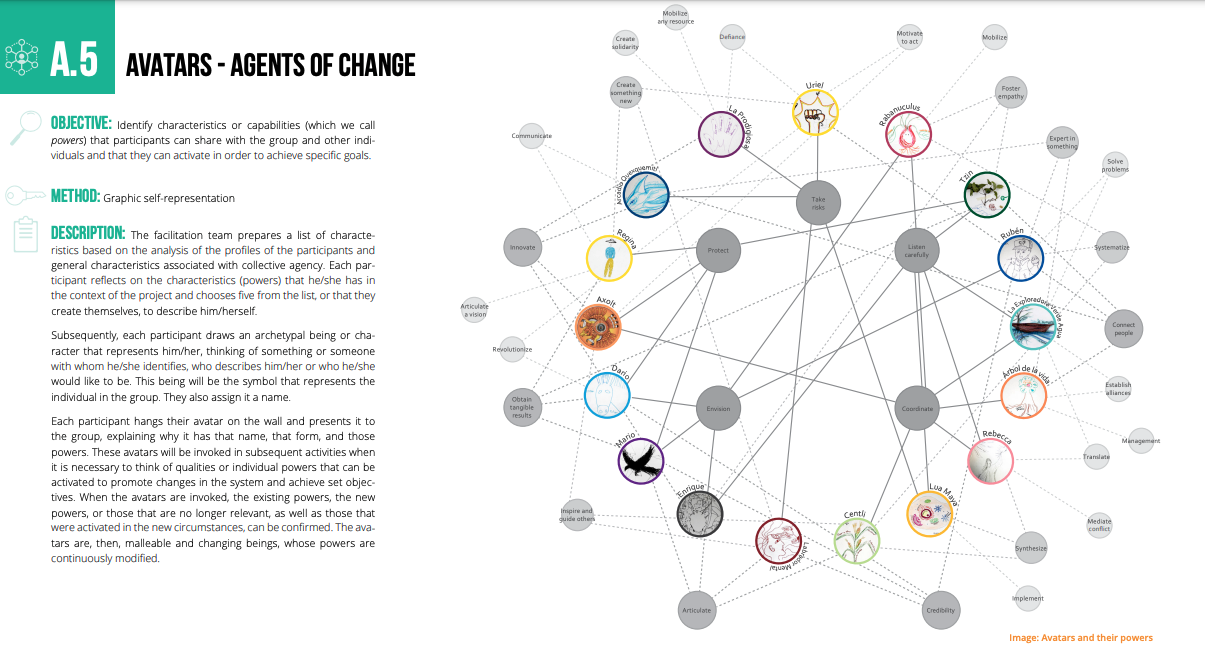 A.5
AVATARS - AGENTS OF CHANGE
OBJECTIVE: Identify characteristics or capabilities (which we call
powers) that participants can share with the group and other indi-
viduals and that they can activate in order to achieve specific goals.
METHOD: Graphic self-representation
DESCRIPTION: The facilitation team prepares a list of characte-
ristics based on the analysis of the profiles of the participants and
general characteristics associated with collective agency. Each par-
ticipant reflects on the characteristics (powers) that he/she has in
the context of the project and chooses five from the list, or that they
create themselves, to describe him/herself.
Subsequently, each participant draws an archetypal being or cha-
racter that represents him/her, thinking of something or someone
with whom he/she identifies, who describes him/her or who he/she
would like to be. This being will be the symbol that represents the
individual in the group. They also assign it a name.
Each participant hangs their avatar on the wall and presents it to
the group, explaining why it has that name, that form, and those
powers. These avatars will be invoked in subsequent activities when
it is necessary to think of qualities or individual powers that can be
activated to promote changes in the system and achieve set objec-
tives. When the avatars are invoked, the existing powers, the new
powers, or those that are no longer relevant, as well as those that
were activated in the new circumstances, can be confirmed. The ava-
tars are, then, malleable and changing beings, whose powers are
continuously modified.
Mobilize
any resource
Create
solidarity
Defiance
Motivate
to act
Mobilize
Create
something
new
Uriel
Foster
empathy
La Prodigiosa
Rabanuculus
Communicate
Expert in
something
Solve
problems
Arcadio
Tzin
Take
risks
Regina
Rubén
Innovate
Protect
Listen
carefully
Systematize
Articulate
a vision
Axolt
La Exploradora Verde Agua
Connect
people
Revolutionize
Darío
Árbol de la vida
Establish
alliances
Obtain
tangible
results
Envision
Coordinate
Mario
Rebecca
Management
Translate
Enrique
Lua Maya
Inspire and
guide others
Centli
Mediate
conflict
Labrador Mental
Synthesize
Implement
Articulate
Credibility
Image: Avatars and their powers